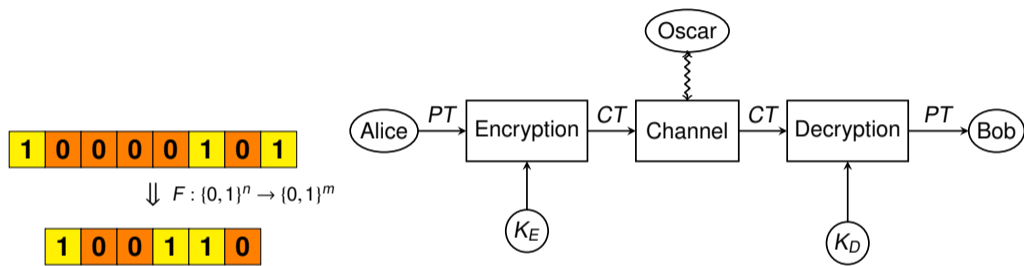 1 0 0 0 0 1 0 1
F : {0, 1}ⁿ → {0, 1}ᵐ
1 0 0 1 1 0
Oscar
Alice PT Encryption CT Channel CT Decryption PT Bob
K_E K_D